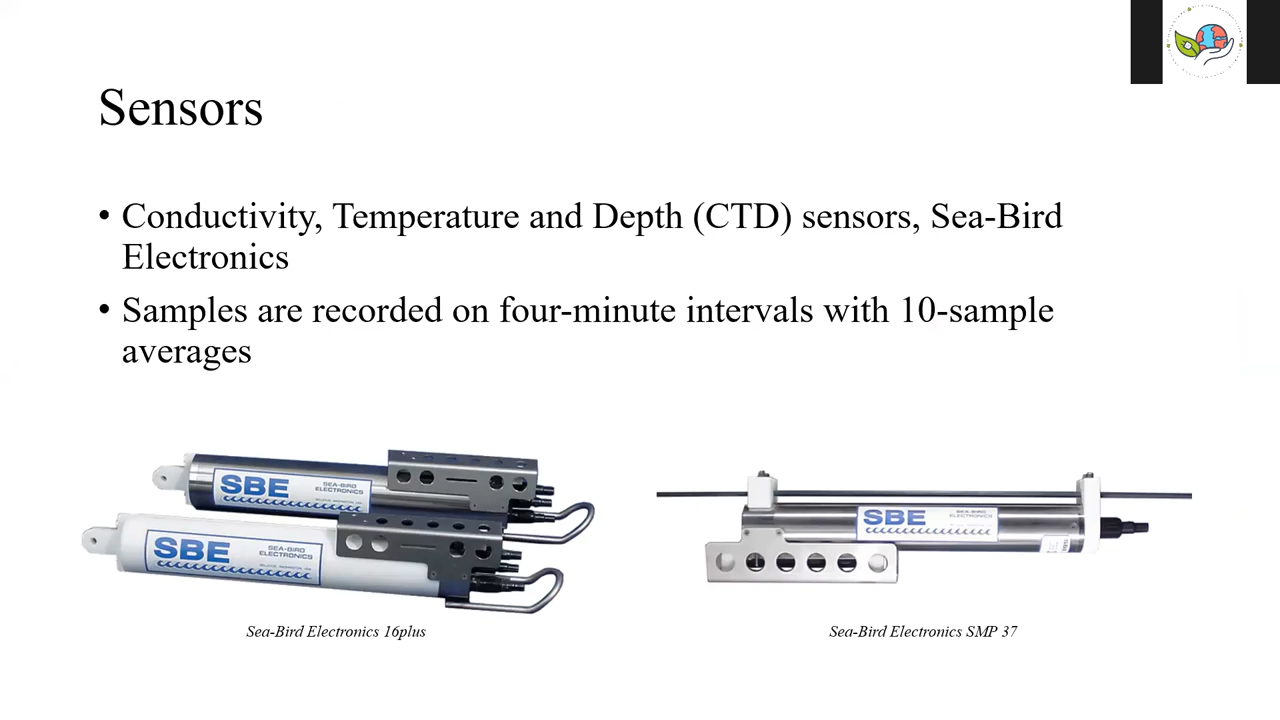 Sensors
• Conductivity, Temperature and Depth (CTD) sensors, Sea-Bird
Electronics
• Samples are recorded on four-minute intervals with 10-sample
averages
SBE
SEA-BIRD
ELECTRONICS
SBE
SEA-BIRD
ELECTRONICS
SBE
SEA-BIRD
ELECTRONICS
Sea-Bird Electronics 16plus
Sea-Bird Electronics SMP 37